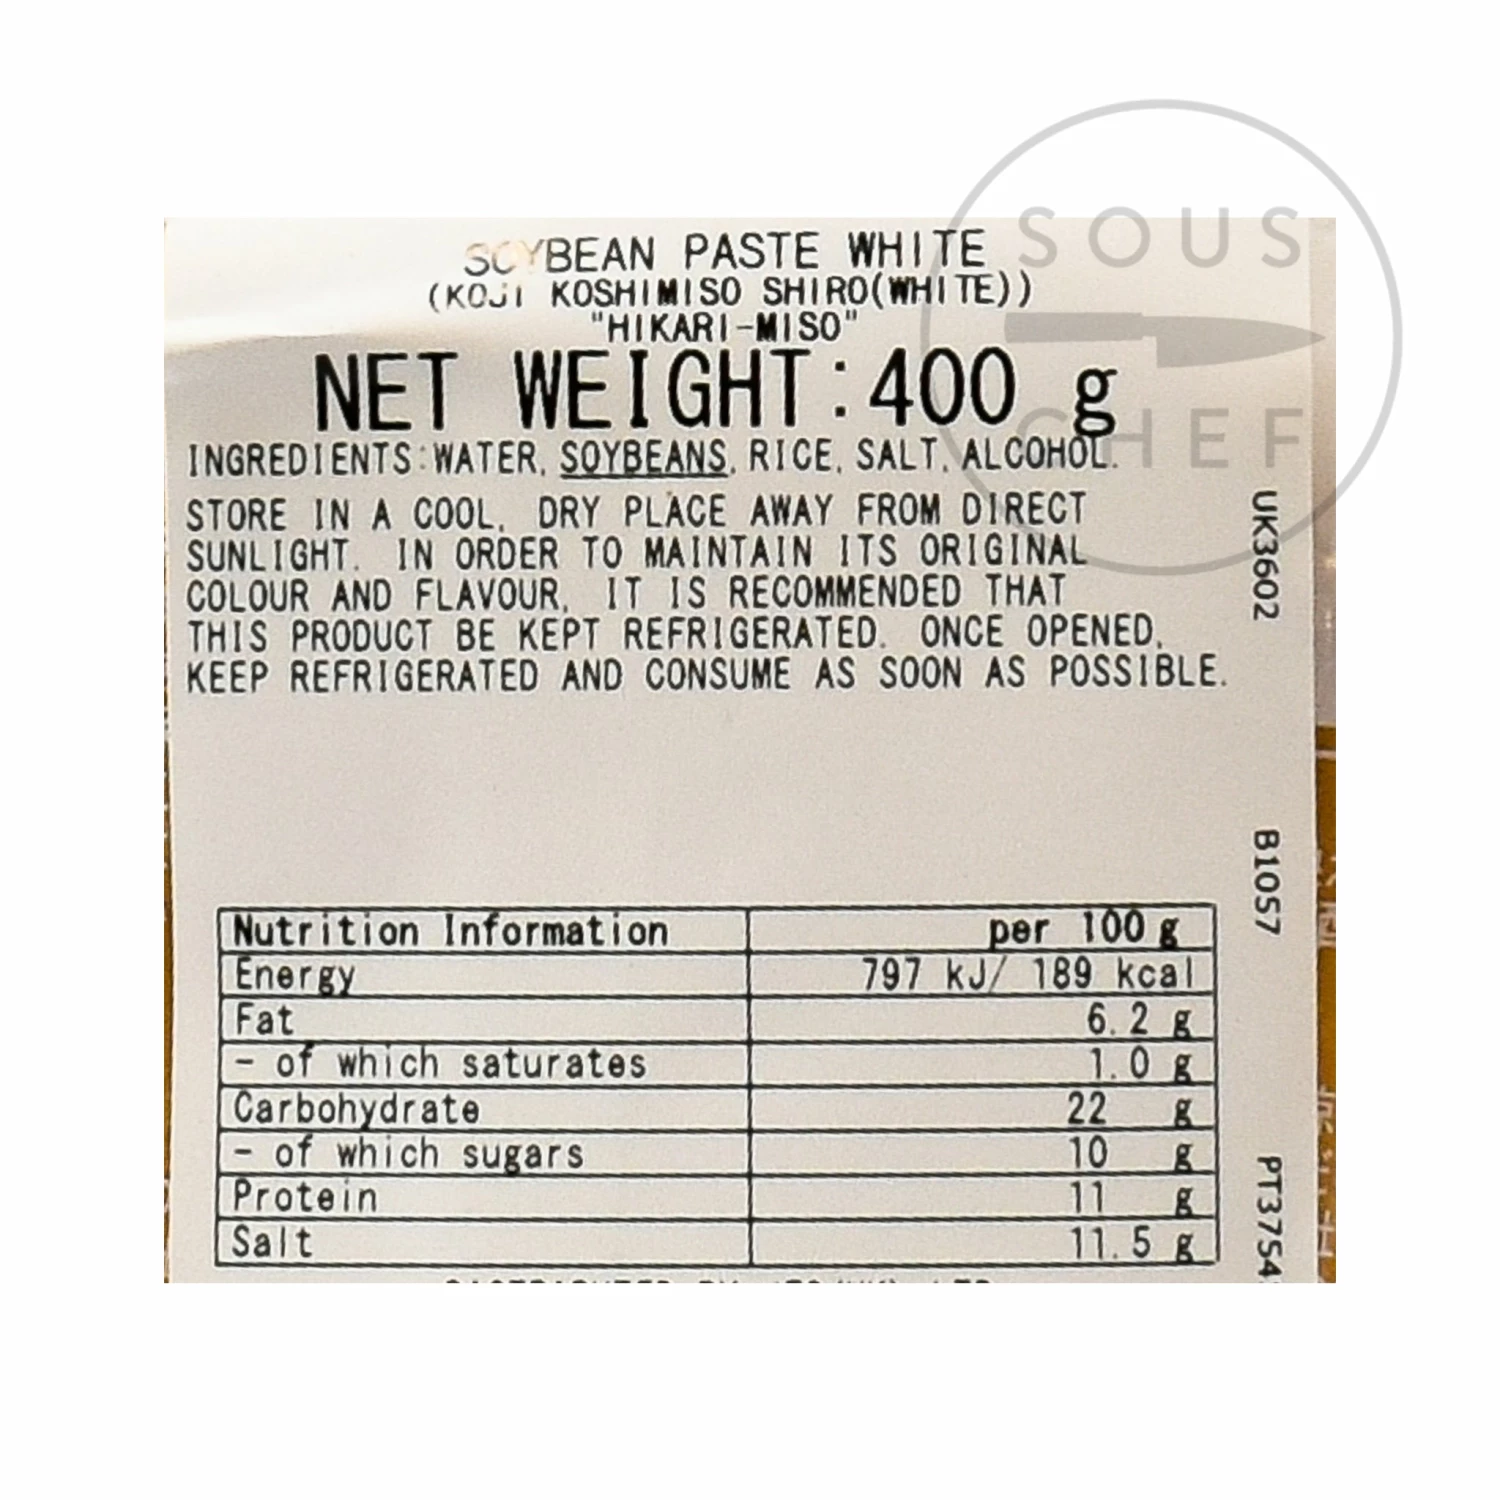 SOUS
CHEF
SOYBEAN PASTE WHITE
(KOJI KOSHIMISO SHIRO(WHITE))
"HIKARI-MISO"
NET WEIGHT:400 g
INGREDIENTS:WATER, SOYBEANS, RICE, SALT, ALCOHOL.
STORE IN A COOL, DRY PLACE AWAY FROM DIRECT
SUNLIGHT. IN ORDER TO MAINTAIN ITS ORIGINAL
COLOUR AND FLAVOUR, IT IS RECOMMENDED THAT
THIS PRODUCT BE KEPT REFRIGERATED. ONCE OPENED,
KEEP REFRIGERATED AND CONSUME AS SOON AS POSSIBLE.
UK3602
B1057
PT3754
Nutrition Information per 100 g
Energy 797 kJ/ 189 kcal
Fat 6.2 g
- of which saturates 1.0 g
Carbohydrate 22 g
- of which sugars 10 g
Protein 11 g
Salt 11.5 g